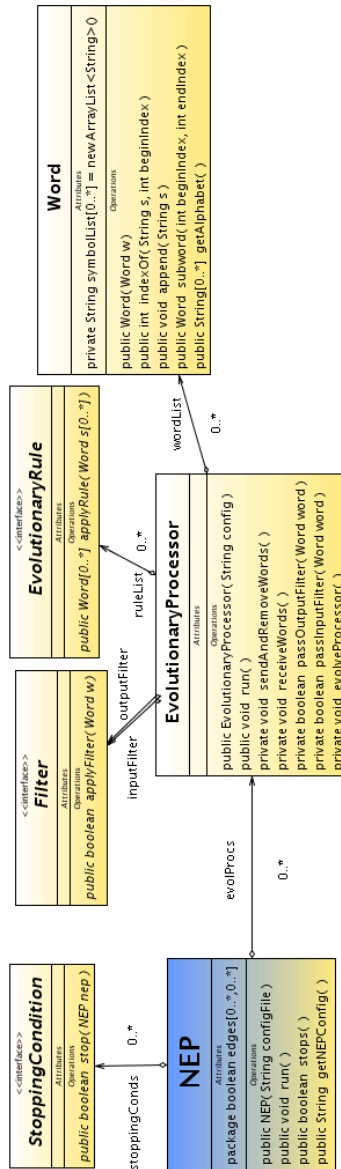 <<interface>>
StoppingCondition
Attributes
Operations
public boolean stop( NEP nep )
<<interface>>
Filter
Attributes
Operations
public boolean applyFilter( Word w )
<<interface>>
EvolutionaryRule
Attributes
Operations
public Word[0..*] applyRule( Word s[0..*] )
Word
Attributes
private String symbolList[0..*] = new ArrayList<String>()
Operations
public Word( Word w )
public int indexOf( String s, int beginIndex )
public void append( String s )
public Word subword( int beginIndex, int endIndex )
public String[0..*] getAlphabet( )
stoppingConds
0..*
inputFilter
outputFilter
ruleList
0..*
wordList
0..*
NEP
Attributes
package boolean edges[0..*,0..*]
Operations
public NEP( String configFile )
public void run( )
public boolean stops( )
public String getNEPConfig( )
evolProcs
0..*
EvolutionaryProcessor
Attributes
Operations
public EvolutionaryProcessor( String config )
public void run( )
private void sendAndRemoveWords( )
private void receiveWords( )
private boolean passOutputFilter( Word word )
private boolean passInputFilter( Word word )
private void evolveProcessor( )